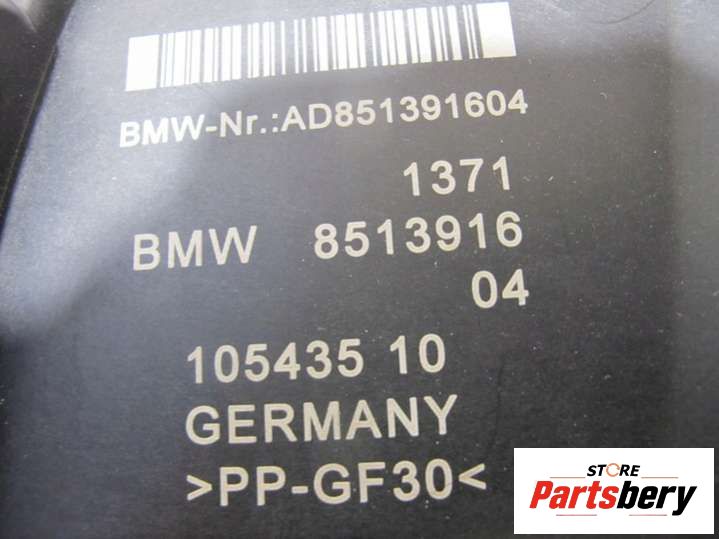 BMW-Nr.:AD851391604
1371
BMW 8513916
04
105435 10
GERMANY
>PP-GF30<
STORE
Partsbery